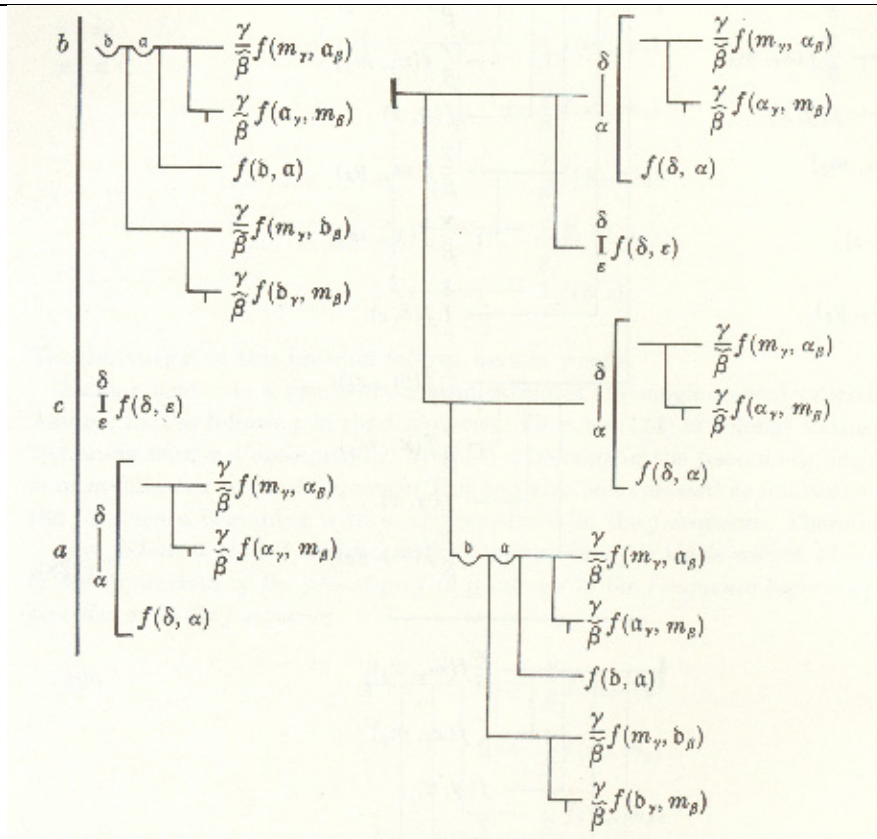 b 𝔡 𝔞 γ/β̃ f(m_γ, 𝔞_β)
γ/β̃ f(𝔞_γ, m_β)
f(𝔡, 𝔞)
γ/β̃ f(m_γ, 𝔡_β)
γ/β̃ f(𝔡_γ, m_β)
c δ I ε f(δ, ε)
a δ | α γ/β̃ f(m_γ, α_β)
γ/β̃ f(α_γ, m_β)
f(δ, α)
δ | α γ/β̃ f(m_γ, α_β)
γ/β̃ f(α_γ, m_β)
f(δ, α)
δ I ε f(δ, ε)
δ | α γ/β̃ f(m_γ, α_β)
γ/β̃ f(α_γ, m_β)
f(δ, α)
𝔡 𝔞 γ/β̃ f(m_γ, 𝔞_β)
γ/β̃ f(𝔞_γ, m_β)
f(𝔡, 𝔞)
γ/β̃ f(m_γ, 𝔡_β)
γ/β̃ f(𝔡_γ, m_β)